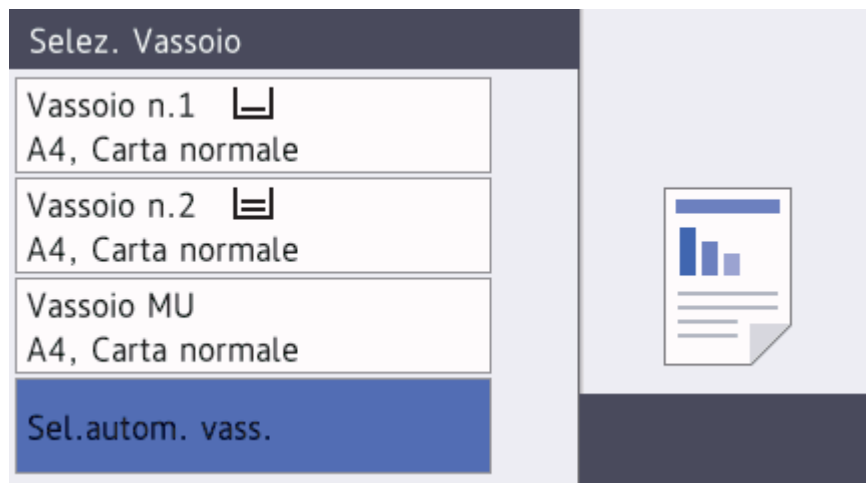 Selez. Vassoio
Vassoio n.1
A4, Carta normale
Vassoio n.2
A4, Carta normale
Vassoio MU
A4, Carta normale
Sel.autom. vass.